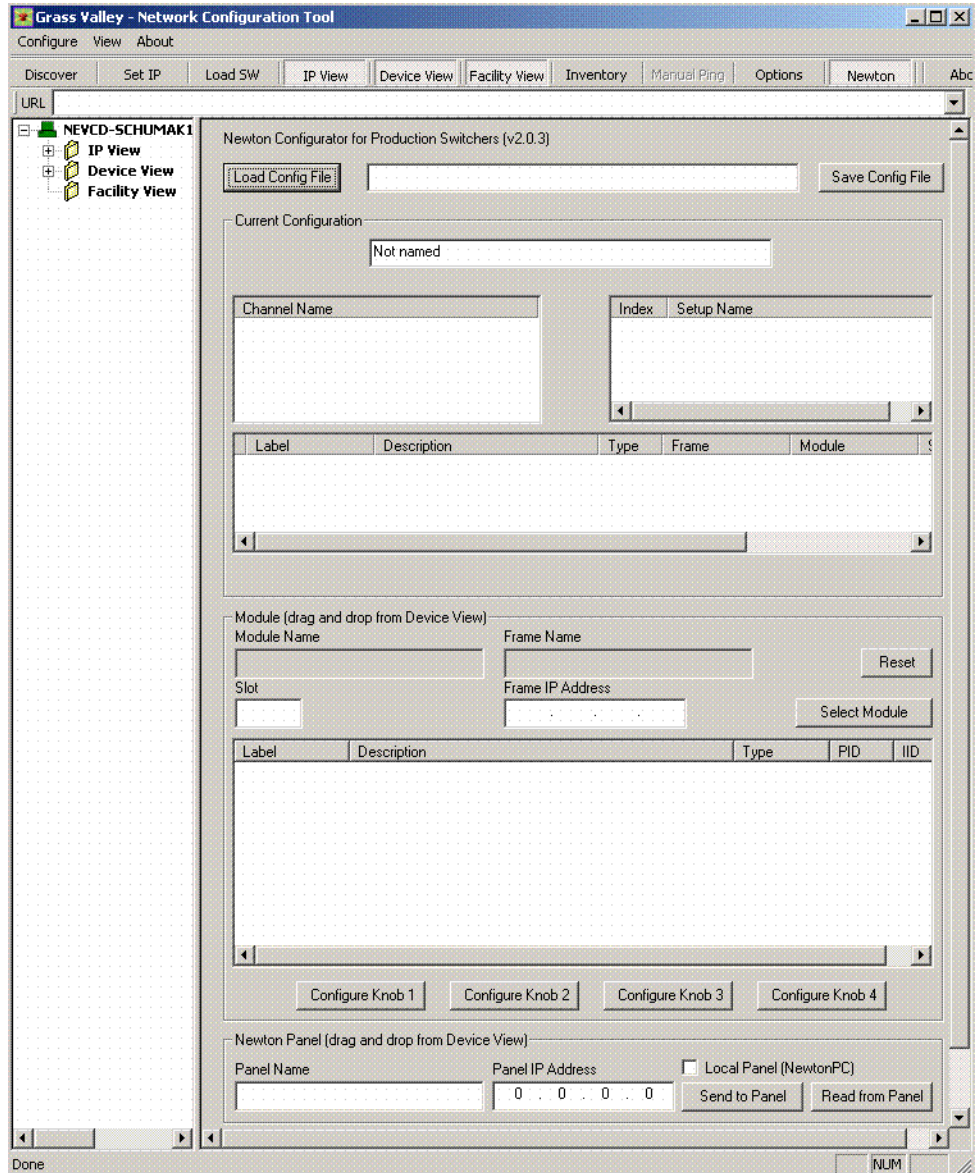 Grass Valley - Network Configuration Tool
Configure View About
Discover Set IP Load SW IP View Device View Facility View Inventory Manual Ping Options Newton Abc
URL
NEVCD-SCHUMAK1
IP View
Device View
Facility View
Newton Configurator for Production Switchers (v2.0.3)
Load Config File
Save Config File
Current Configuration
Not named
Channel Name
Index Setup Name
Label Description Type Frame Module S
Module (drag and drop from Device View)
Module Name Frame Name
Reset
Slot Frame IP Address
. . .
Select Module
Label Description Type PID IID
Configure Knob 1 Configure Knob 2 Configure Knob 3 Configure Knob 4
Newton Panel (drag and drop from Device View)
Panel Name Panel IP Address Local Panel (NewtonPC)
0 . 0 . 0 . 0 Send to Panel Read from Panel
Done NUM